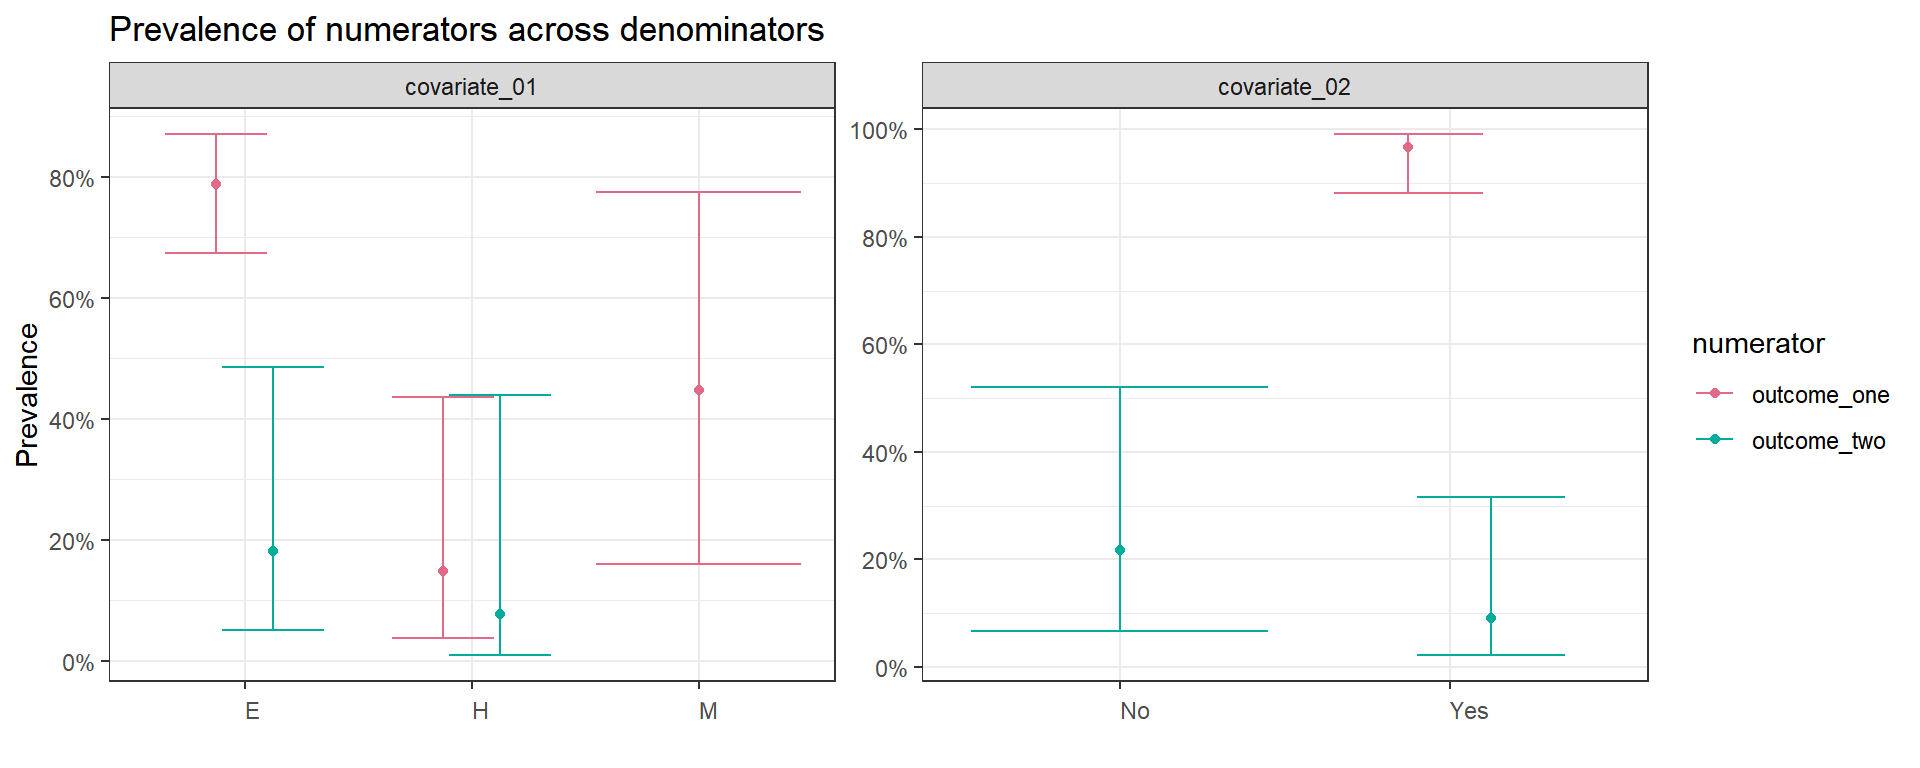 Prevalence of numerators across denominators
covariate_01
covariate_02
Prevalence
80%
60%
40%
20%
0%
E
H
M
100%
80%
60%
40%
20%
0%
No
Yes
numerator
outcome_one
outcome_two